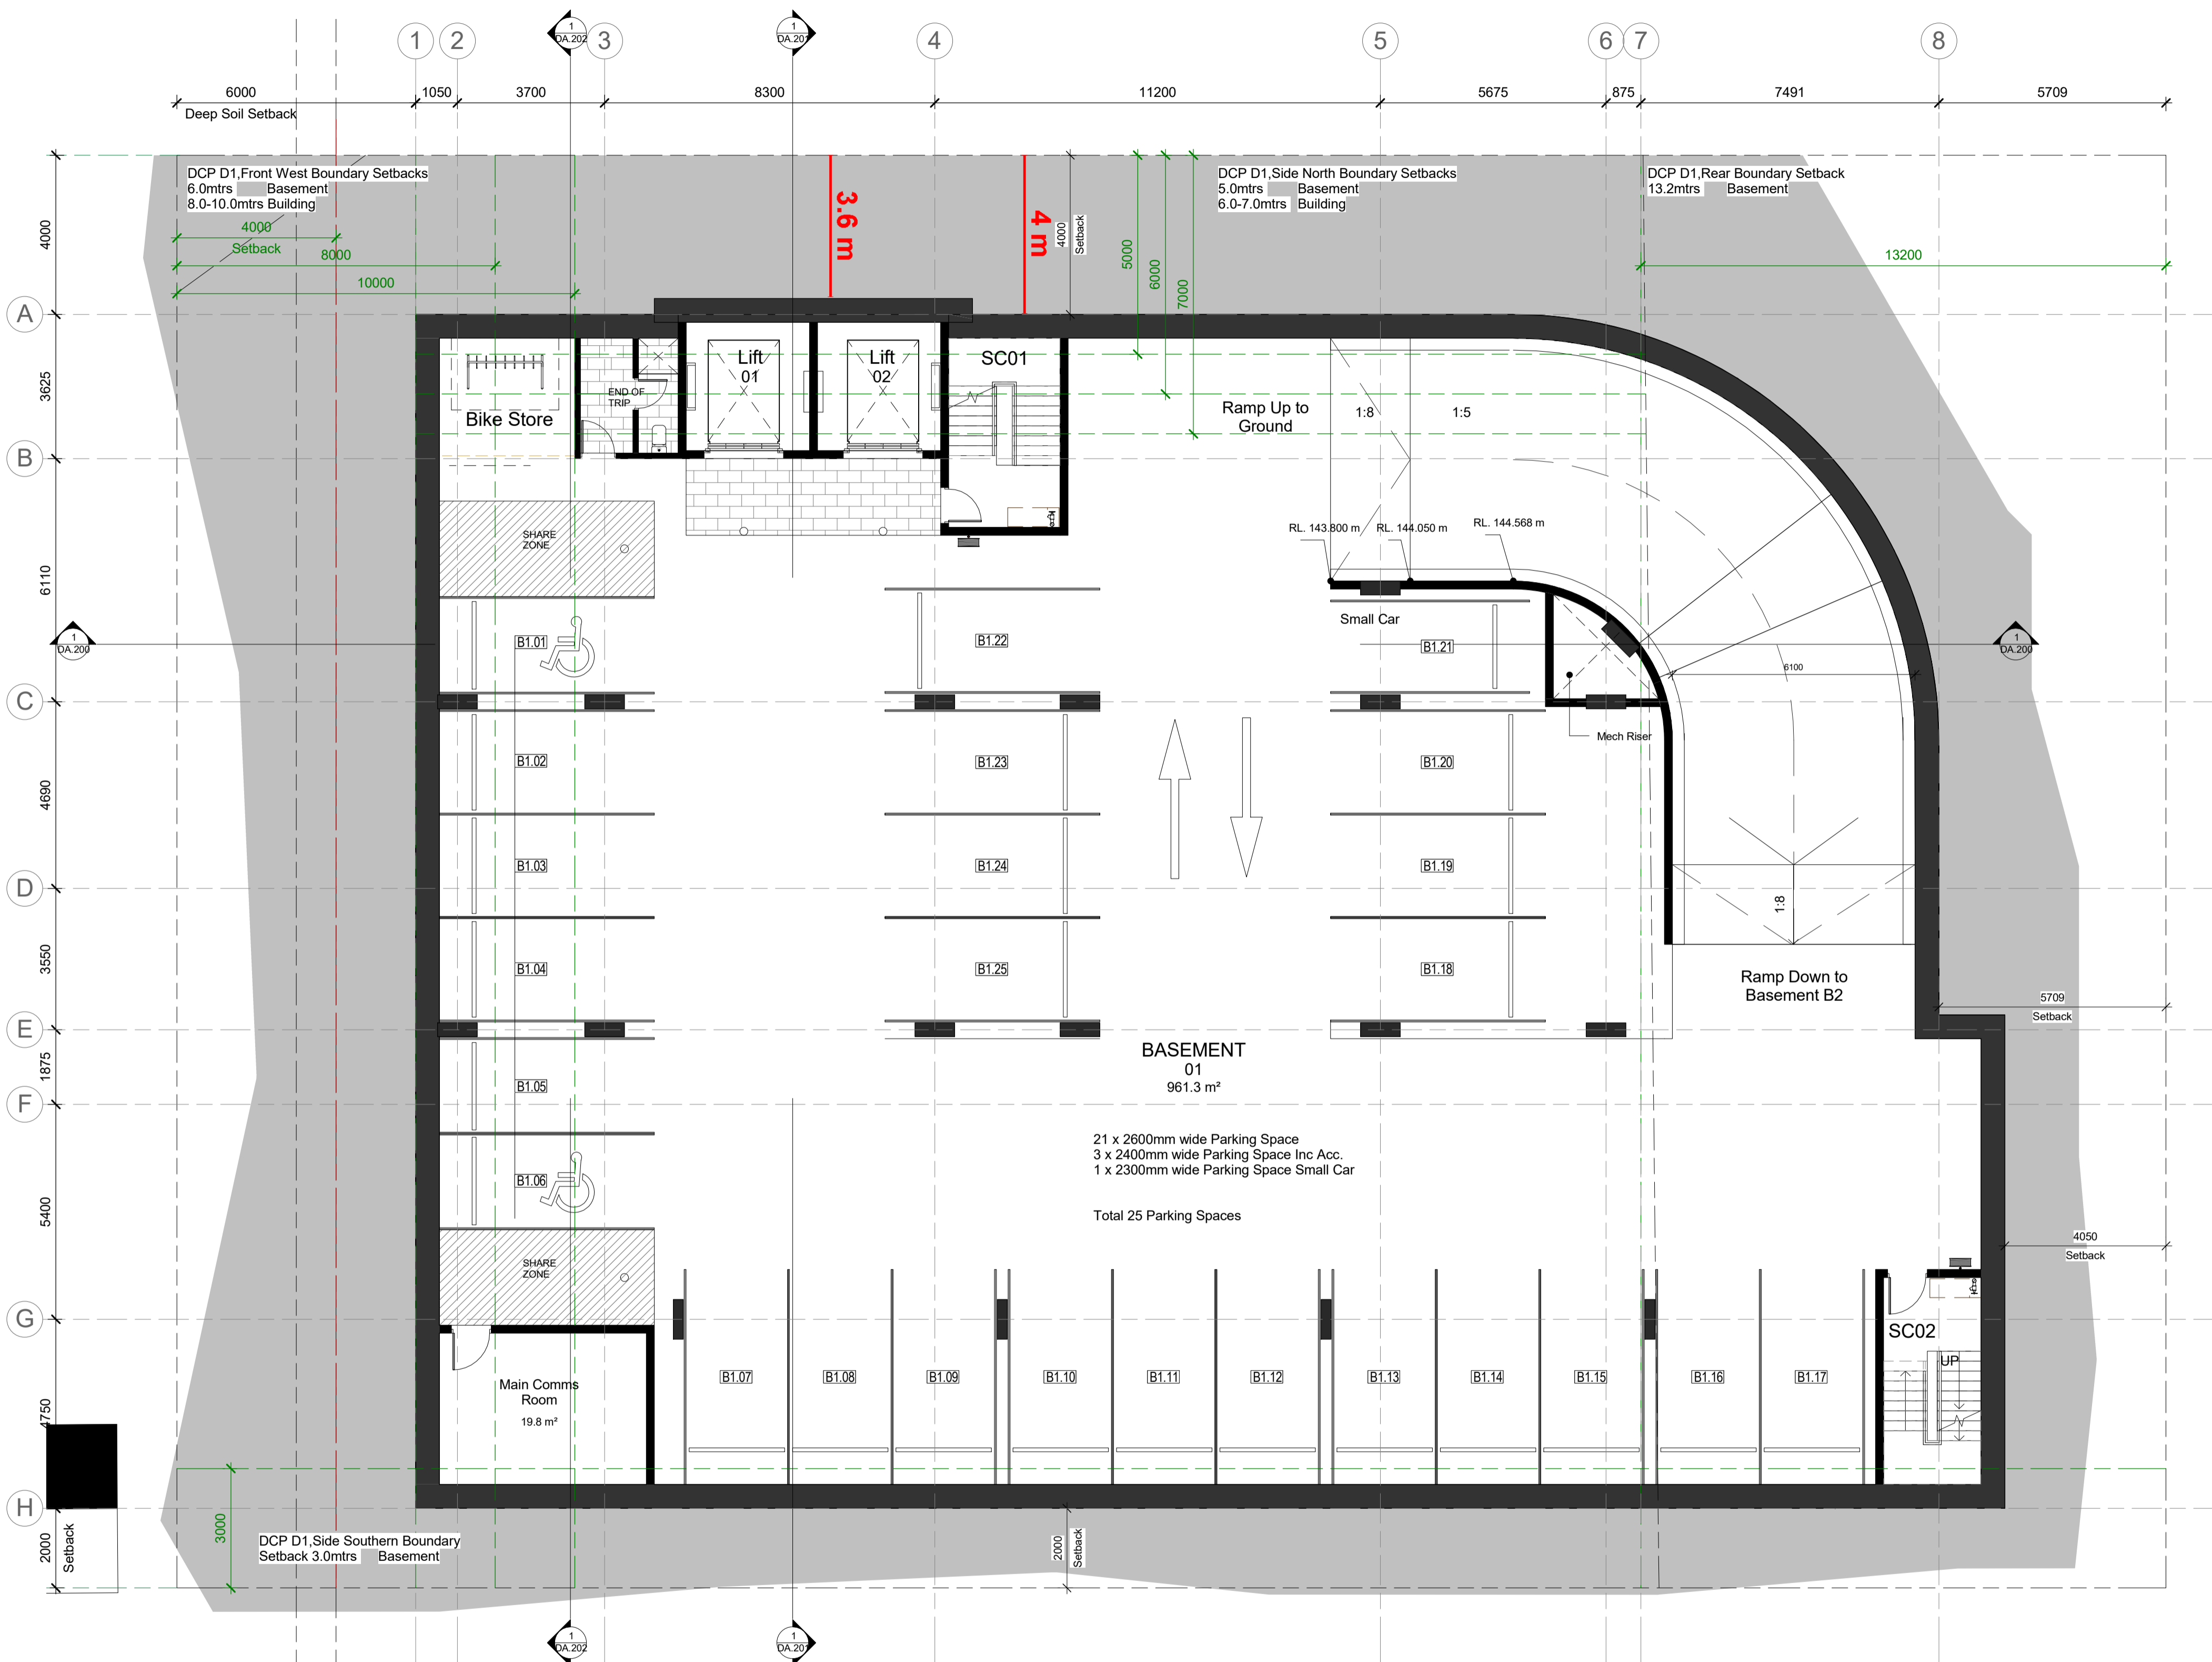 1
DA.202
1
DA.201
1
2
3
4
5
6
7
8
6000
1050
3700
8300
11200
5675
875
7491
5709
Deep Soil Setback
DCP D1,Front West Boundary Setbacks
6.0mtrs Basement
8.0-10.0mtrs Building
4000
Setback
8000
10000
3.6 m
4 m
4000
Setback
5000
6000
7000
DCP D1,Side North Boundary Setbacks
5.0mtrs Basement
6.0-7.0mtrs Building
DCP D1,Rear Boundary Setback
13.2mtrs Basement
13200
4000
A
3625
B
6110
C
4690
D
3550
E
1875
F
5400
G
4750
H
2000
Setback
Bike Store
END OF
TRIP
Lift
01
Lift
02
SC01
Ramp Up to
Ground
1:8
1:5
SHARE
ZONE
RL. 143.800 m
RL. 144.050 m
RL. 144.568 m
1
DA.200
1
DA.200
B1.01
B1.22
Small Car
B1.21
6100
Mech Riser
B1.02
B1.23
B1.20
B1.03
B1.24
B1.19
1:8
B1.04
B1.25
B1.18
Ramp Down to
Basement B2
5709
Setback
BASEMENT
01
961.3 m²
B1.05
21 x 2600mm wide Parking Space
3 x 2400mm wide Parking Space Inc Acc.
1 x 2300mm wide Parking Space Small Car
B1.06
Total 25 Parking Spaces
4050
Setback
SHARE
ZONE
SC02
UP
Main Comms
Room
19.8 m²
B1.07
B1.08
B1.09
B1.10
B1.11
B1.12
B1.13
B1.14
B1.15
B1.16
B1.17
3000
DCP D1,Side Southern Boundary
Setback 3.0mtrs Basement
2000
Setback
1
DA.202
1
DA.201